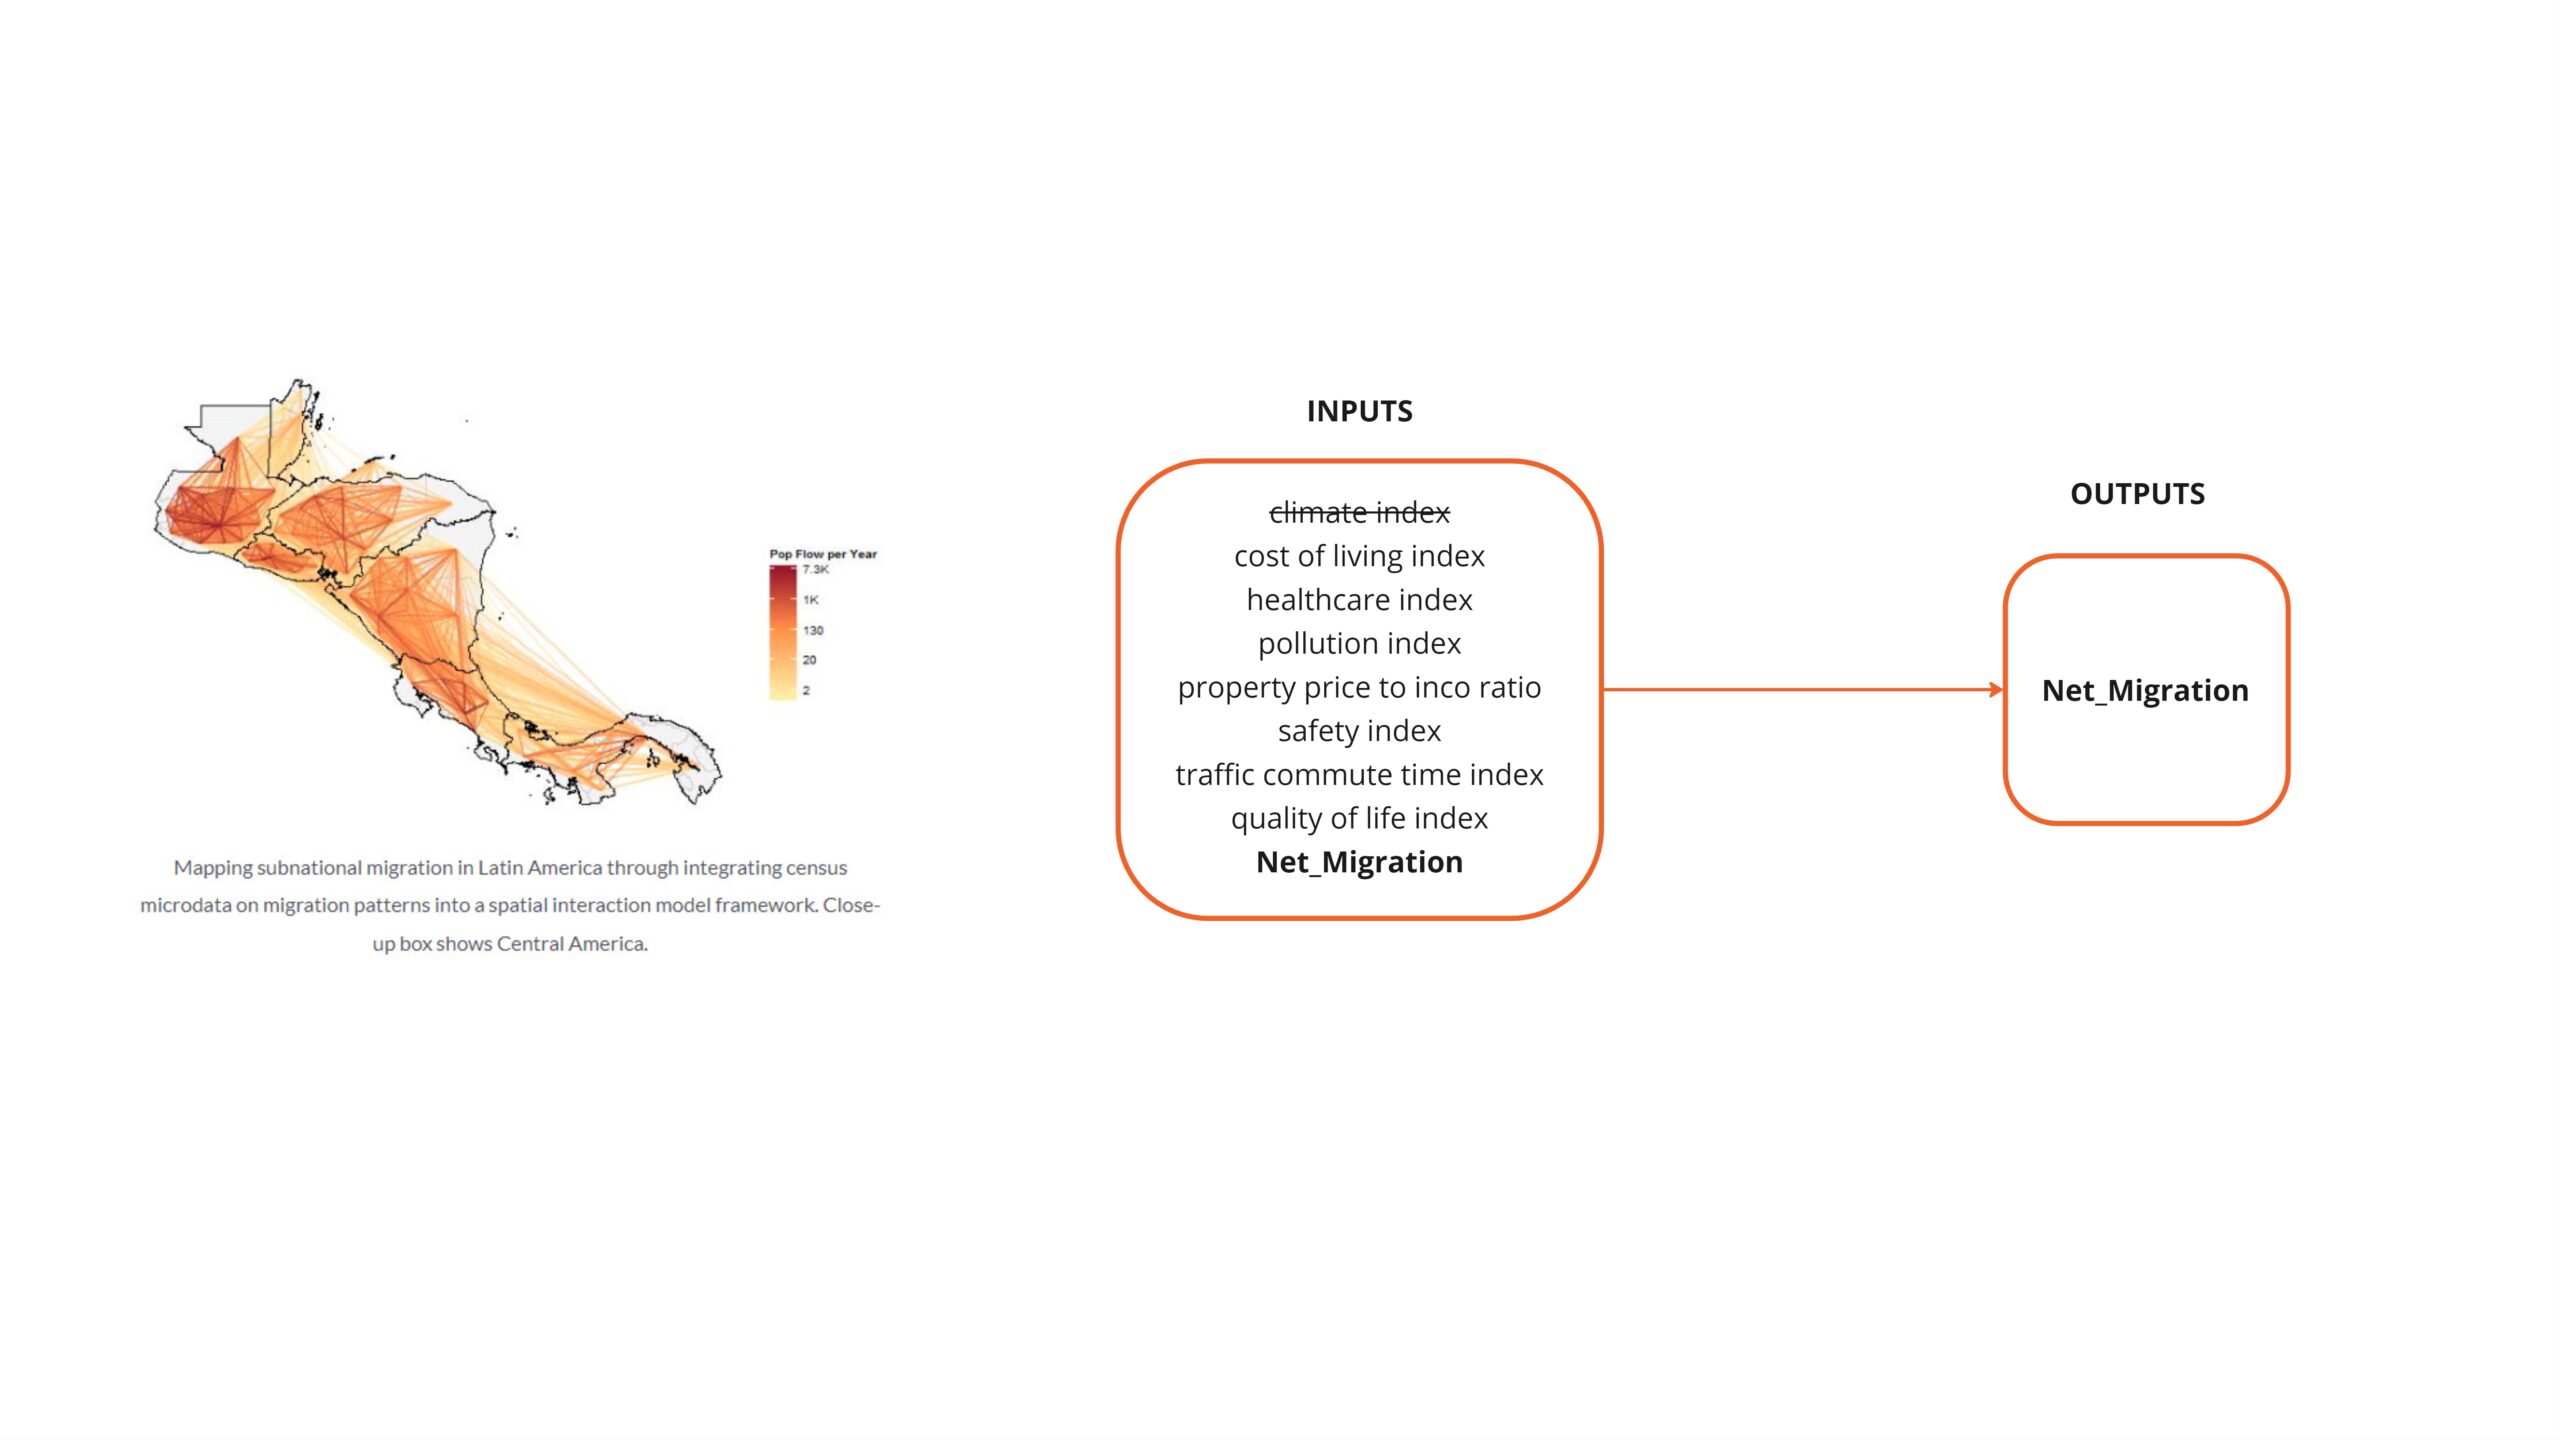 Pop Flow per Year
7.3K
1K
130
20
2
Mapping subnational migration in Latin America through integrating census
microdata on migration patterns into a spatial interaction model framework. Close-
up box shows Central America.
INPUTS
climate index
cost of living index
healthcare index
pollution index
property price to inco ratio
safety index
traffic commute time index
quality of life index
Net_Migration
OUTPUTS
Net_Migration